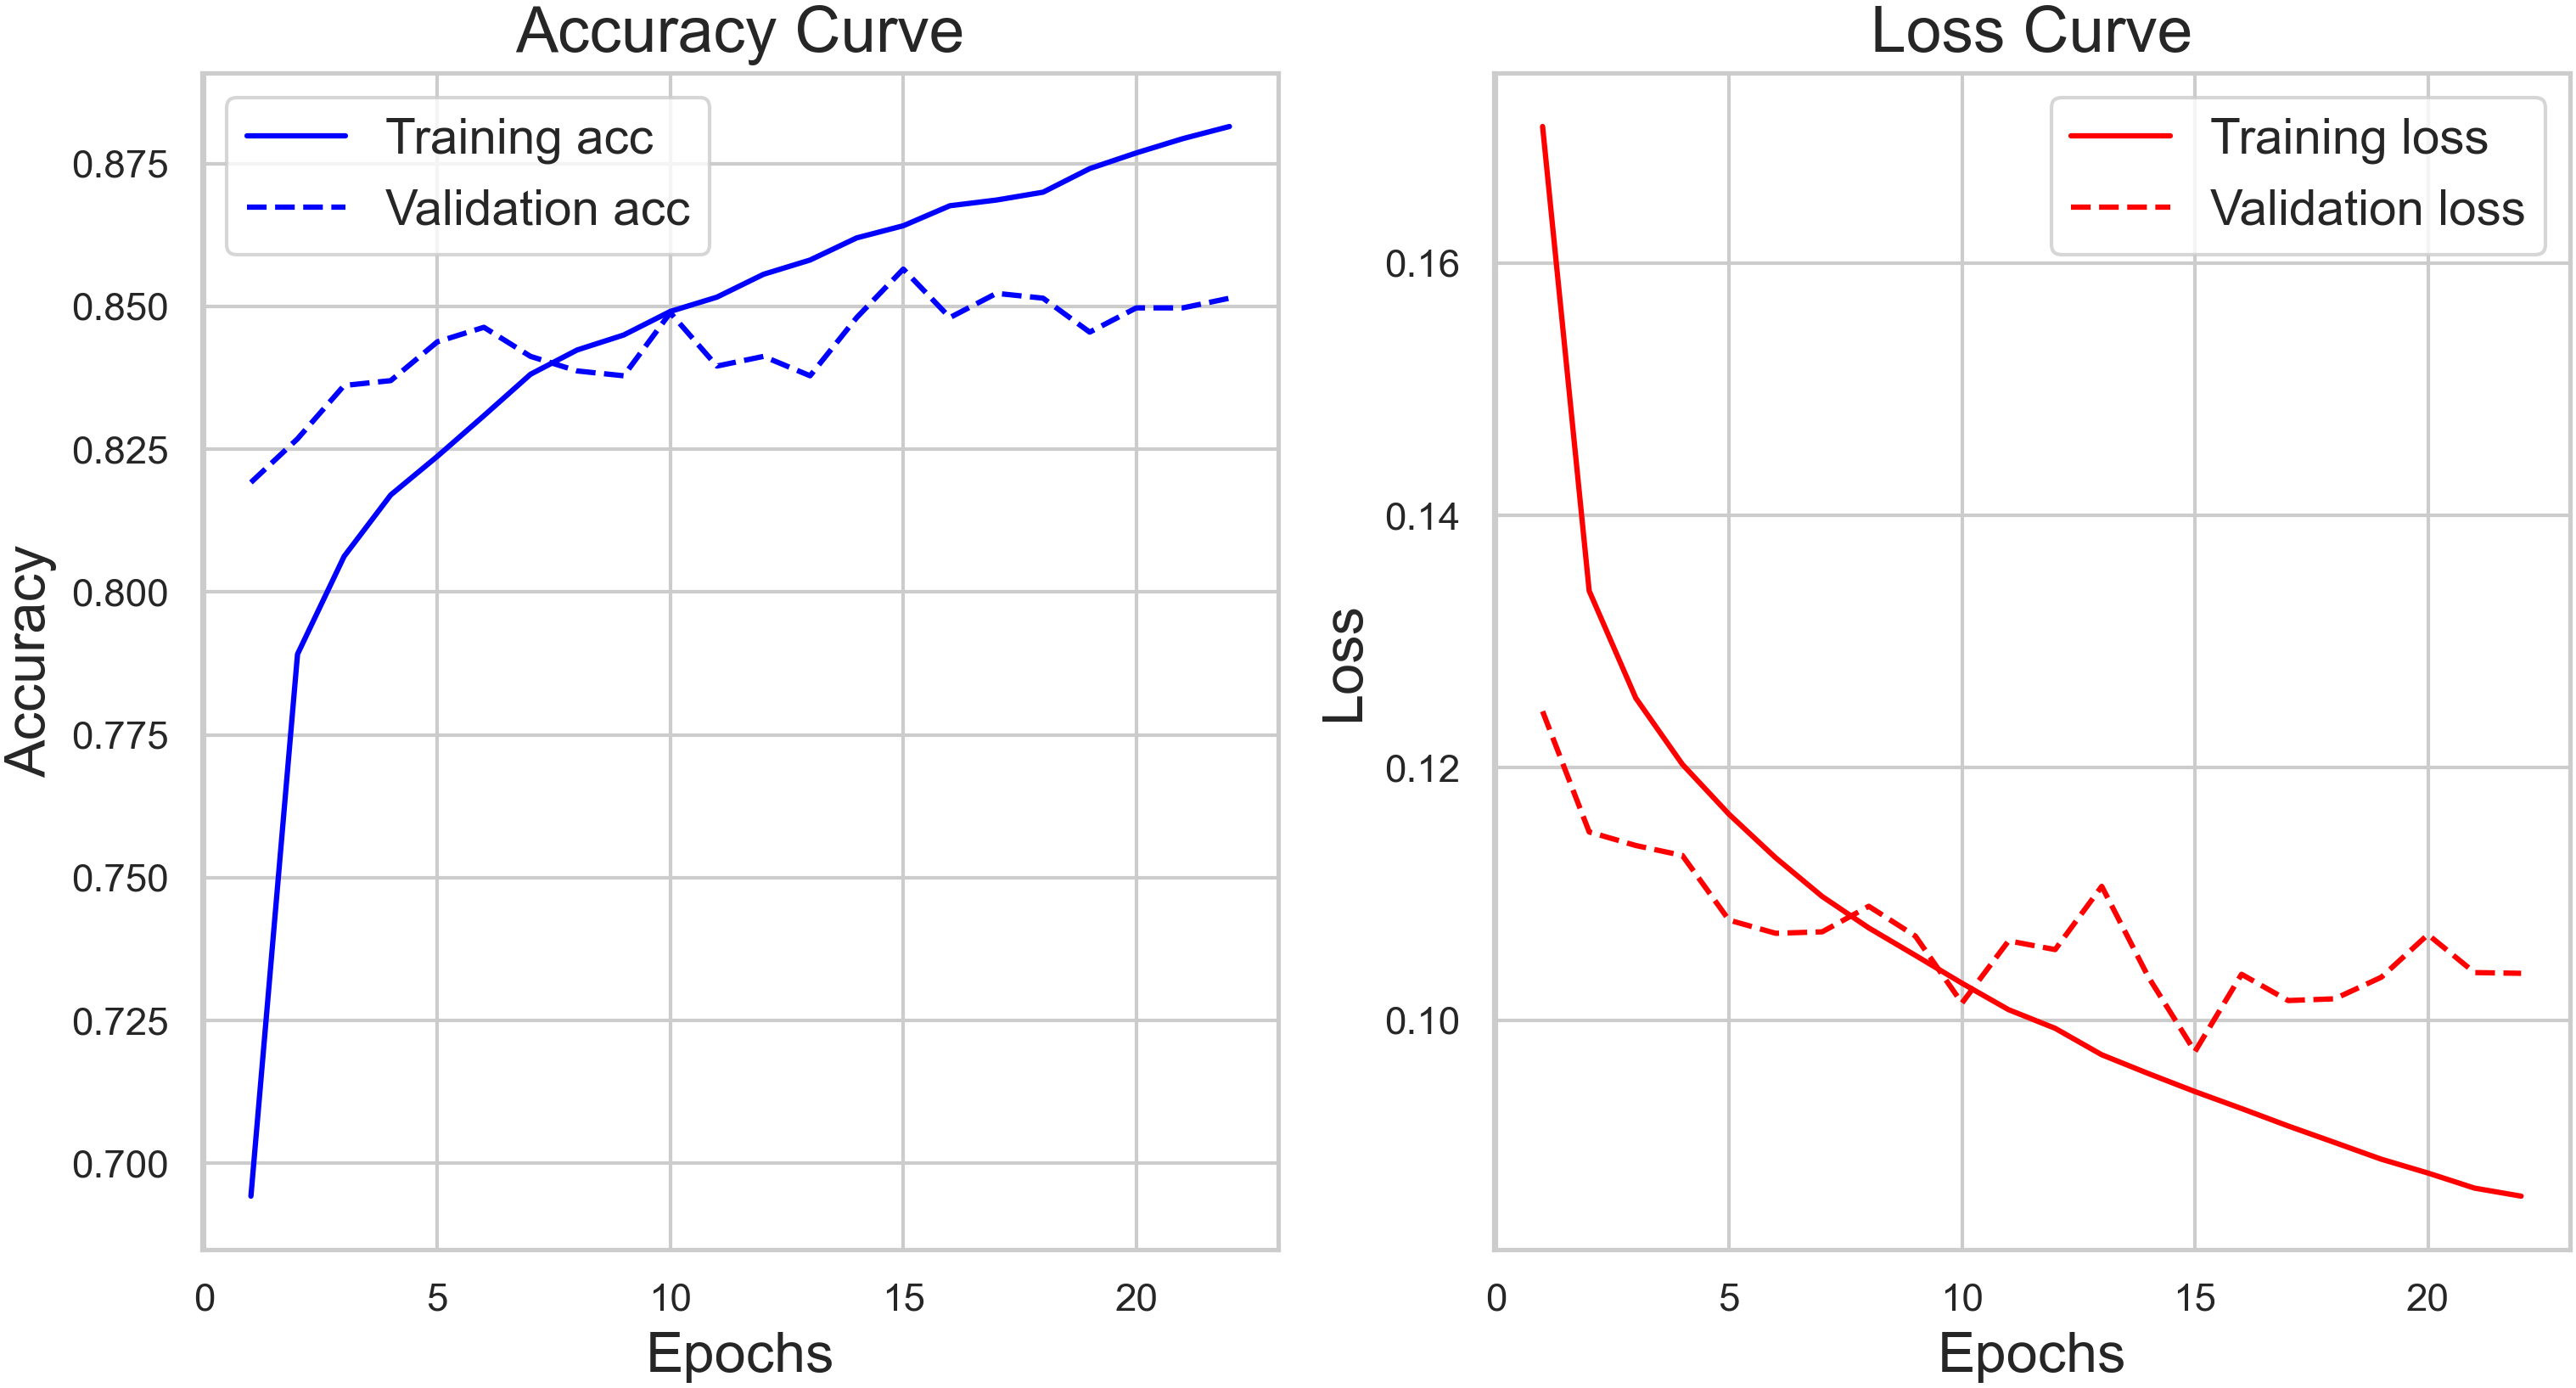 Accuracy Curve
Training acc
Validation acc
0.875
0.850
0.825
0.800
0.775
0.750
0.725
0.700
Accuracy
0 5 10 15 20
Epochs
Loss Curve
Training loss
Validation loss
0.16
0.14
0.12
0.10
Loss
0 5 10 15 20
Epochs